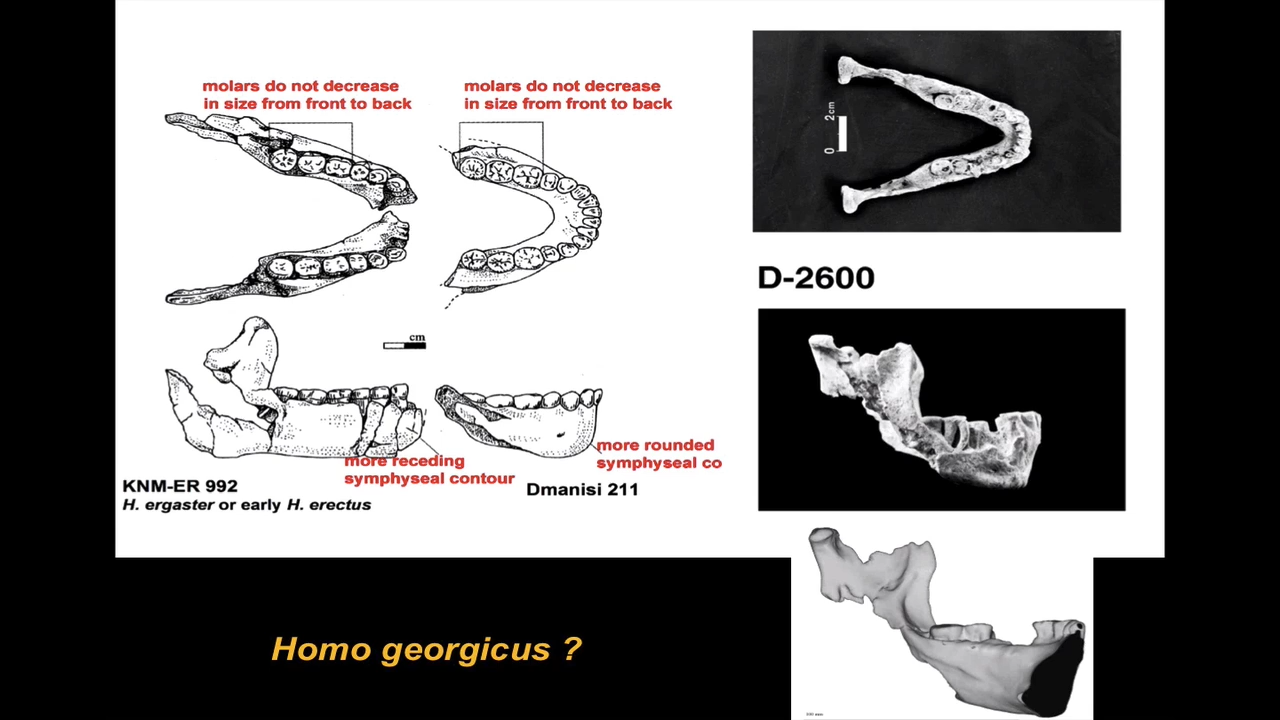 molars do not decrease
in size from front to back
molars do not decrease
in size from front to back
2cm
0
D-2600
cm
more receding
symphyseal contour
more rounded
symphyseal co
KNM-ER 992
H. ergaster or early H. erectus
Dmanisi 211
Homo georgicus ?